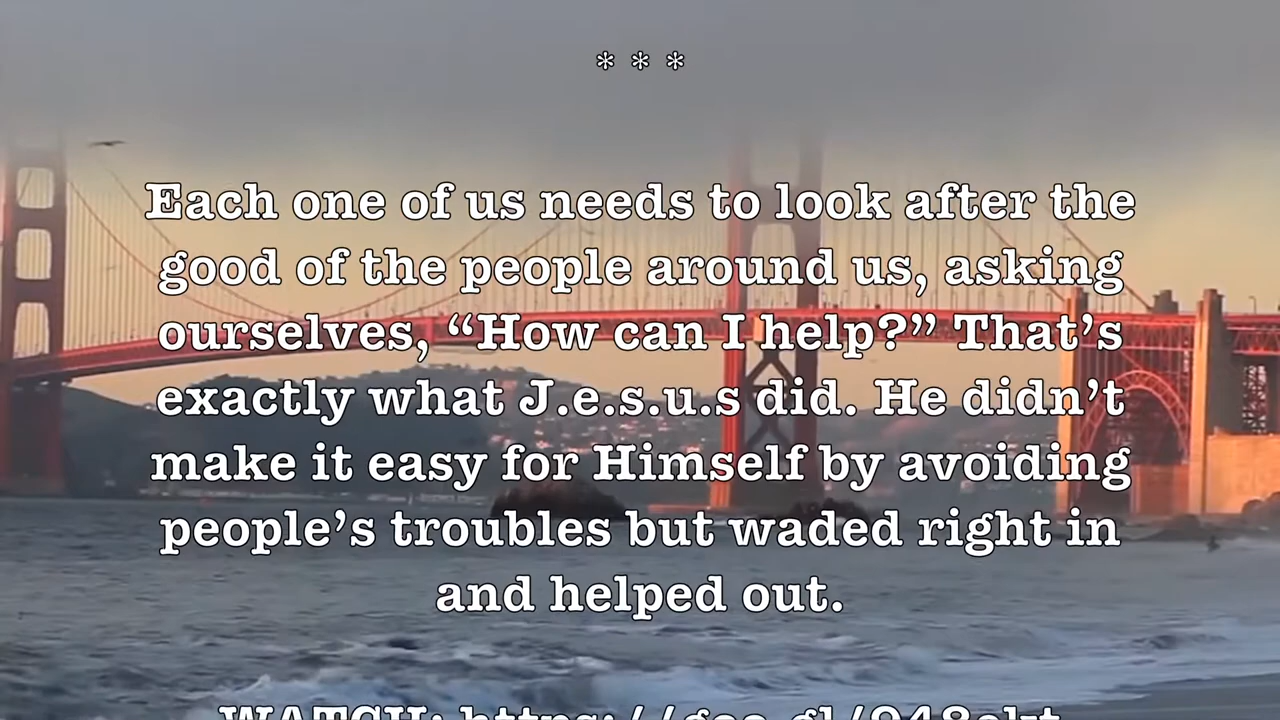 * * *
Each one of us needs to look after the
good of the people around us, asking
ourselves, “How can I help?” That’s
exactly what J.e.s.u.s did. He didn’t
make it easy for Himself by avoiding
people’s troubles but waded right in
and helped out.
WATCH: